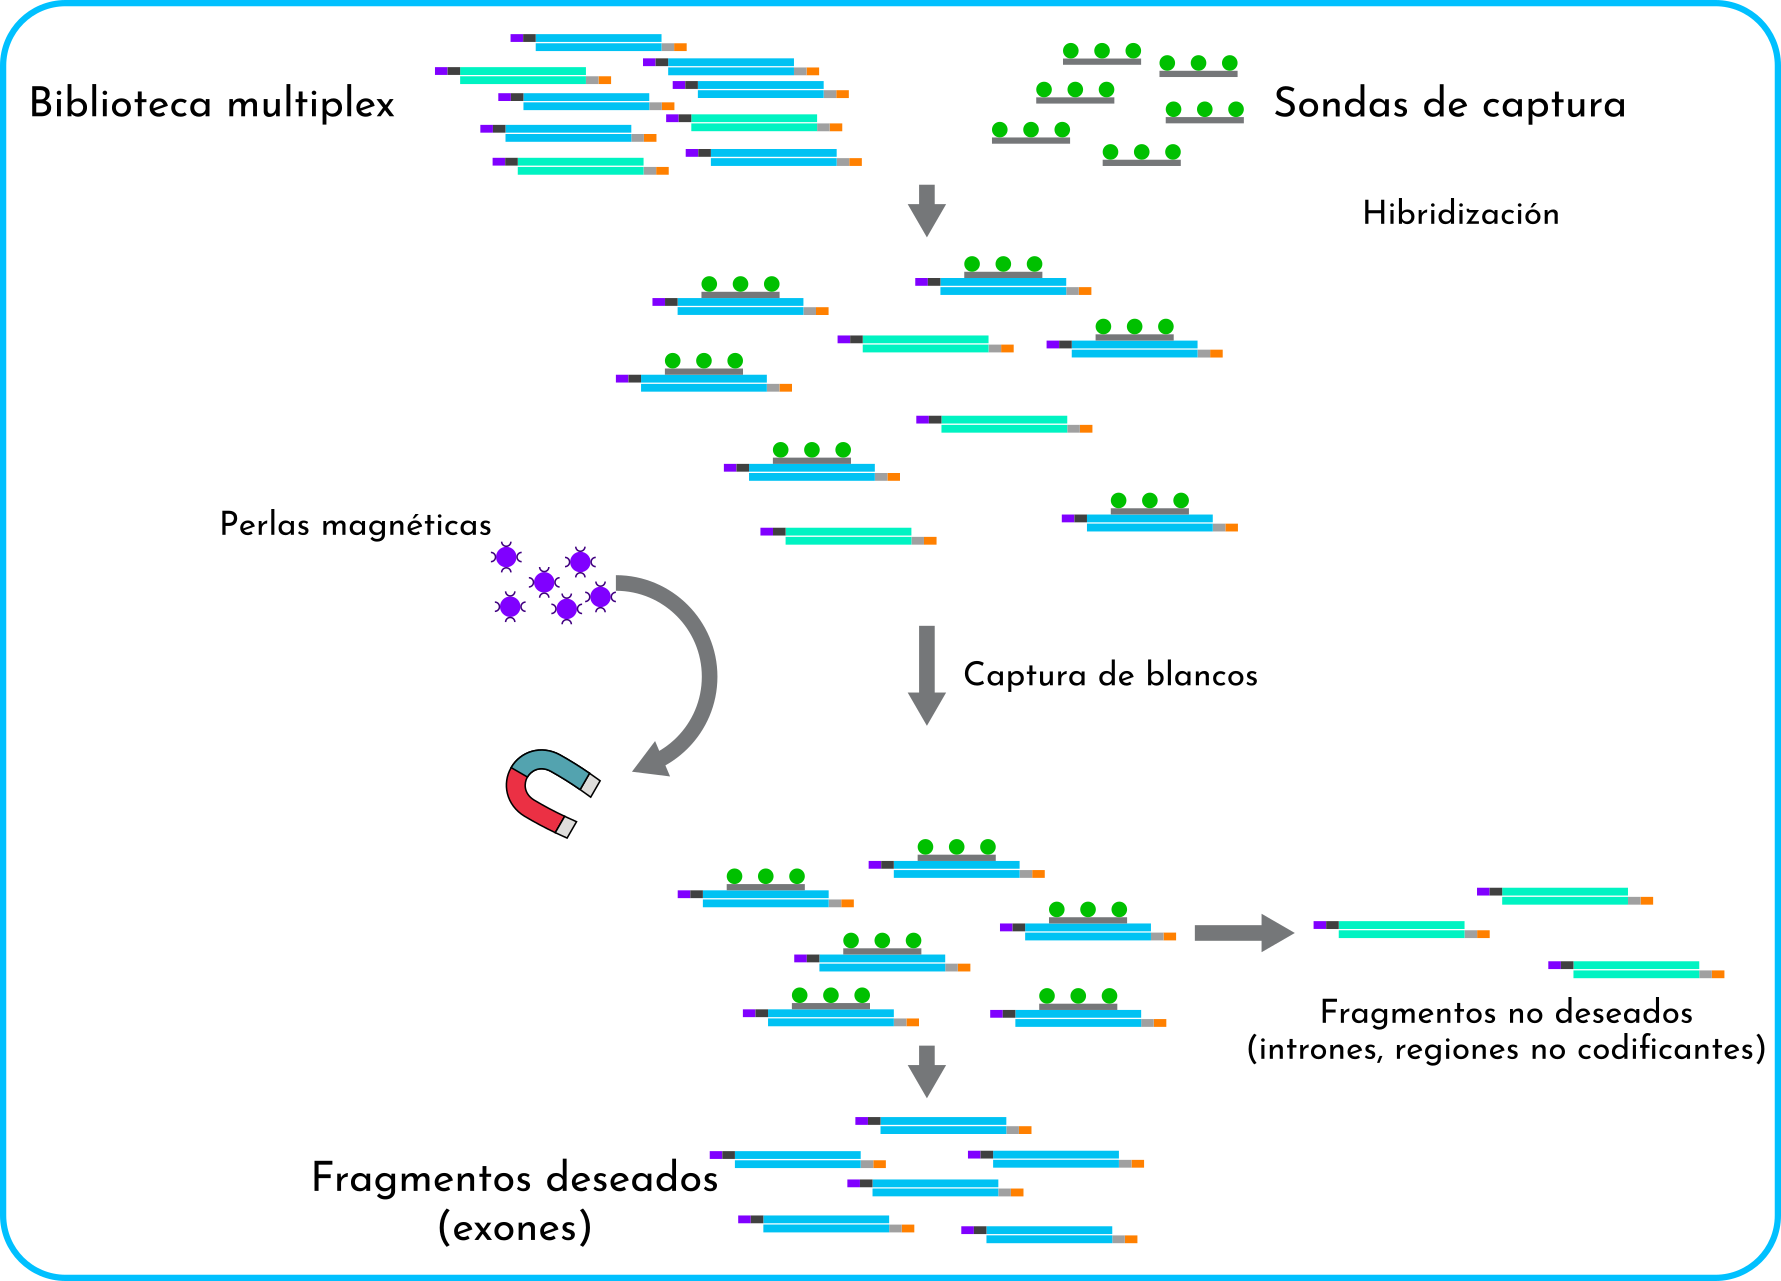 Biblioteca multiplex
Sondas de captura
Hibridización
Perlas magnéticas
Captura de blancos
Fragmentos no deseados
(intrones, regiones no codificantes)
Fragmentos deseados
(exones)